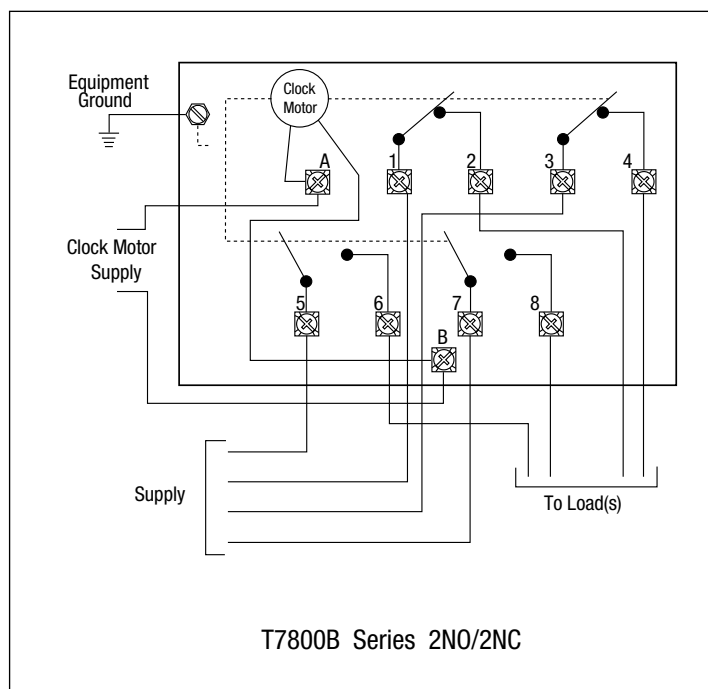 Equipment
Ground
Clock
Motor
A
1
2
3
4
Clock Motor
Supply
5
6
7
8
B
Supply
To Load(s)
T7800B Series 2NO/2NC